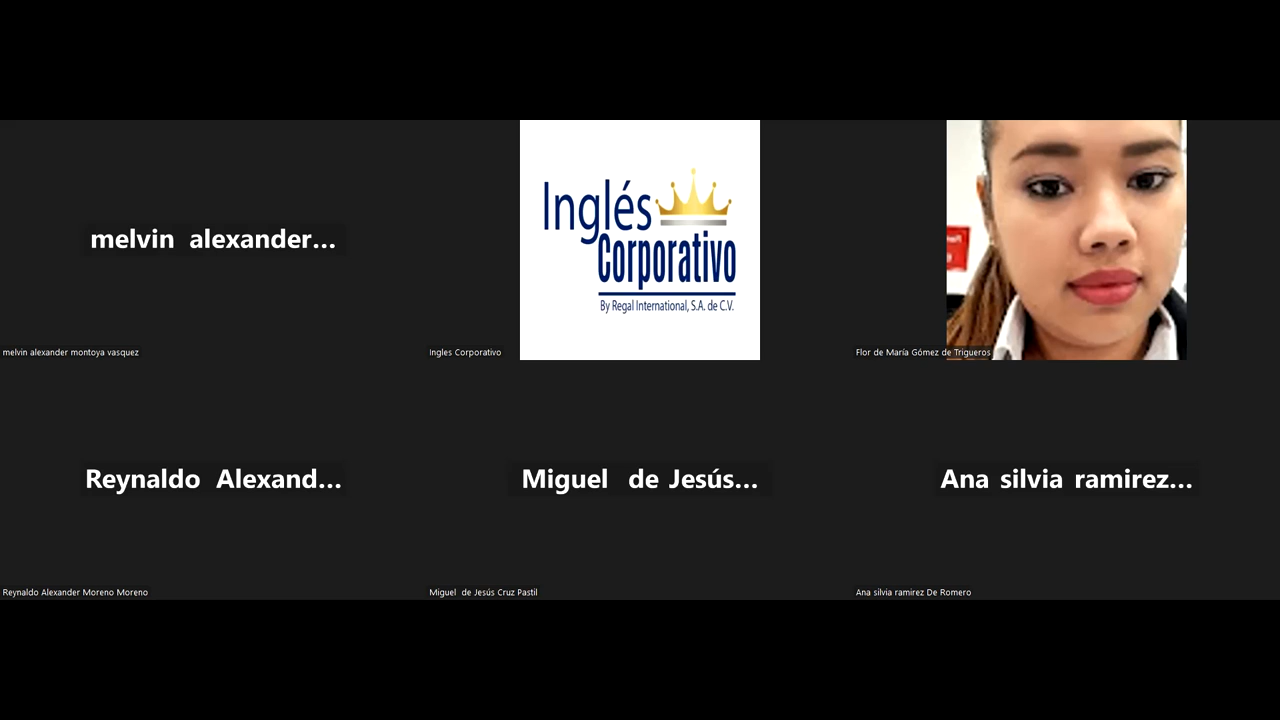 melvin alexander...
melvin alexander montoya vasquez
Inglés
Corporativo
By Regal International, S.A. de C.V.
Ingles Corporativo
Flor de María Gómez de Trigueros
Reynaldo Alexand...
Reynaldo Alexander Moreno Moreno
Miguel de Jesús...
Miguel de Jesús Cruz Pastil
Ana silvia ramirez...
Ana silvia ramirez De Romero